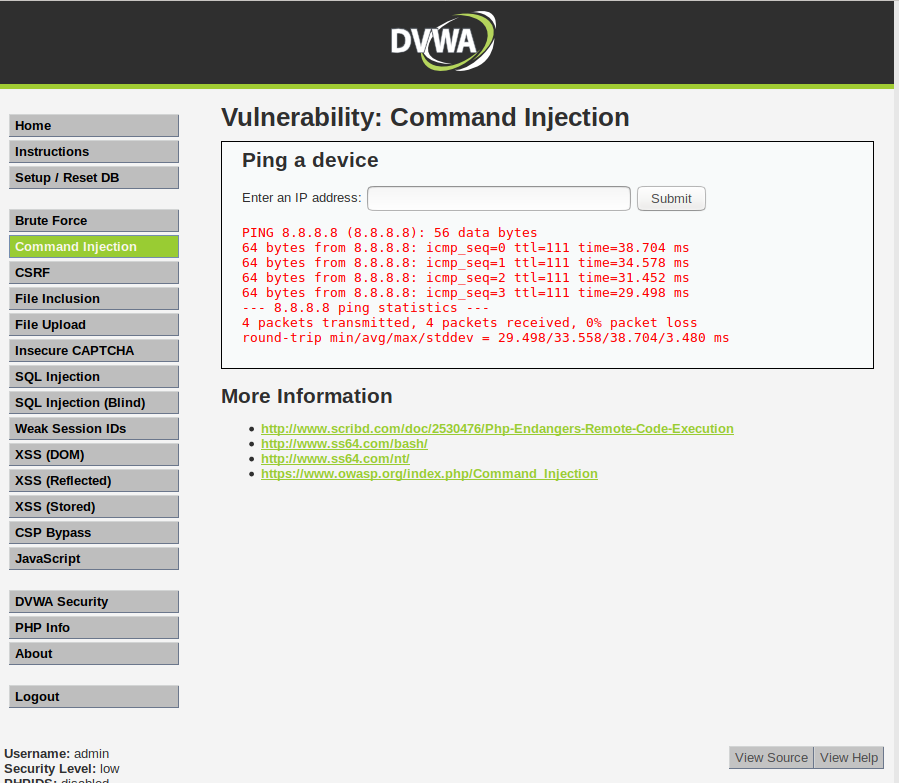 DVWA
Home
Instructions
Setup / Reset DB
Brute Force
Command Injection
CSRF
File Inclusion
File Upload
Insecure CAPTCHA
SQL Injection
SQL Injection (Blind)
Weak Session IDs
XSS (DOM)
XSS (Reflected)
XSS (Stored)
CSP Bypass
JavaScript
DVWA Security
PHP Info
About
Logout
Vulnerability: Command Injection
Ping a device
Enter an IP address: Submit
PING 8.8.8.8 (8.8.8.8): 56 data bytes
64 bytes from 8.8.8.8: icmp_seq=0 ttl=111 time=38.704 ms
64 bytes from 8.8.8.8: icmp_seq=1 ttl=111 time=34.578 ms
64 bytes from 8.8.8.8: icmp_seq=2 ttl=111 time=31.452 ms
64 bytes from 8.8.8.8: icmp_seq=3 ttl=111 time=29.498 ms
--- 8.8.8.8 ping statistics ---
4 packets transmitted, 4 packets received, 0% packet loss
round-trip min/avg/max/stddev = 29.498/33.558/38.704/3.480 ms
More Information
http://www.scribd.com/doc/2530476/Php-Endangers-Remote-Code-Execution
http://www.ss64.com/bash/
http://www.ss64.com/nt/
https://www.owasp.org/index.php/Command_Injection
Username: admin
Security Level: low
PHPIDS: disabled
View Source View Help